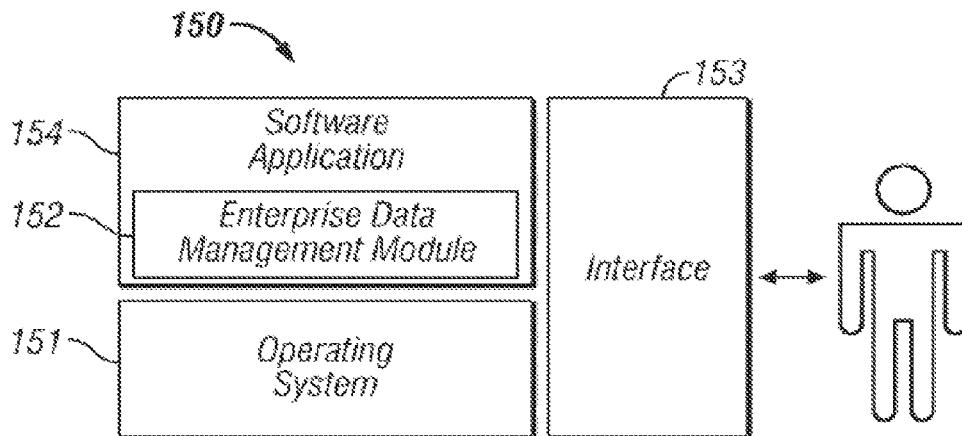 150
153
154
Software
Application
152
Enterprise Data
Management Module
Interface
151
Operating
System